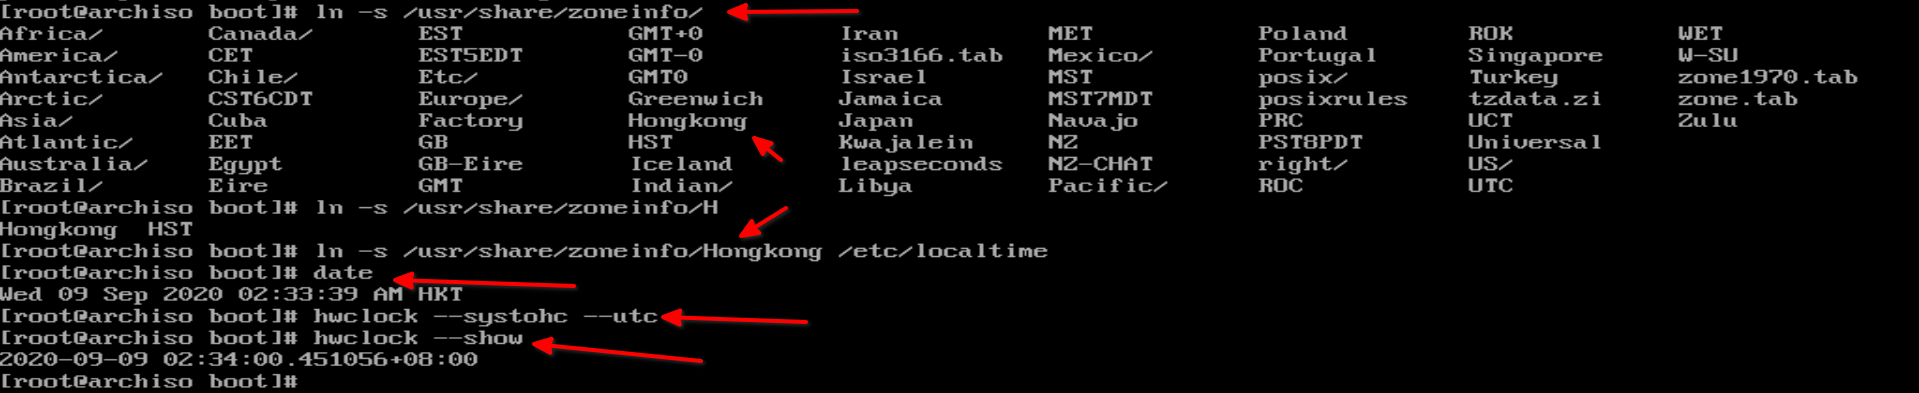 [root@archiso boot]# ln -s /usr/share/zoneinfo/
Africa/ Canada/ EST GMT+0 Iran MET Poland ROK WET
America/ CET EST5EDT GMT-0 iso3166.tab Mexico/ Portugal Singapore W-SU
Antarctica/ Chile/ Etc/ GMT0 Israel MST posix/ Turkey zone1970.tab
Arctic/ CST6CDT Europe/ Greenwich Jamaica MST7MDT posixrules tzdata.zi zone.tab
Asia/ Cuba Factory Hongkong Japan Navajo PRC UCT Zulu
Atlantic/ EET GB HST Kwajalein NZ PST8PDT Universal
Australia/ Egypt GB-Eire Iceland leapseconds NZ-CHAT right/ US/
Brazil/ Eire GMT Indian/ Libya Pacific/ ROC UTC
[root@archiso boot]# ln -s /usr/share/zoneinfo/H
Hongkong HST
[root@archiso boot]# ln -s /usr/share/zoneinfo/Hongkong /etc/localtime
[root@archiso boot]# date
Wed 09 Sep 2020 02:33:39 AM HKT
[root@archiso boot]# hwclock --systohc --utc
[root@archiso boot]# hwclock --show
2020-09-09 02:34:00.451056+08:00
[root@archiso boot]#